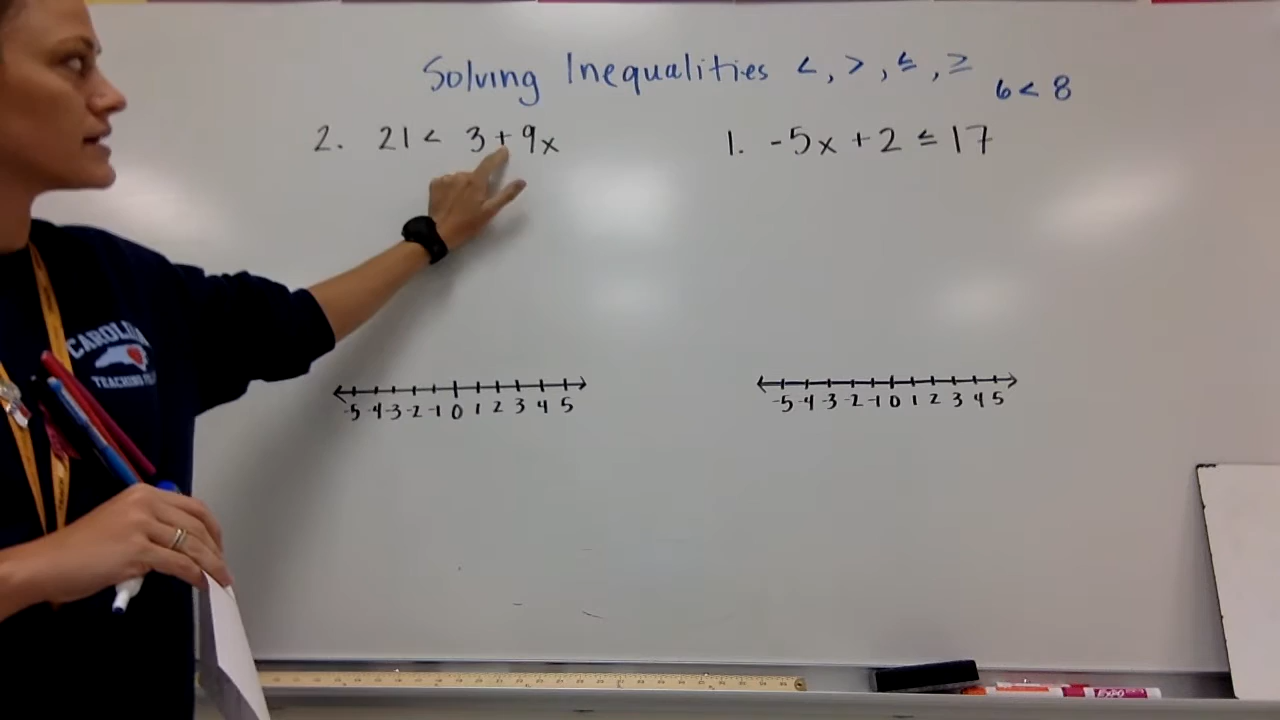 Solving Inequalities <, >, ≤, ≥
6 < 8
2. 21 < 3 + 9x
1. -5x + 2 ≤ 17
-5 -4 -3 -2 -1 0 1 2 3 4 5
-5 -4 -3 -2 -1 0 1 2 3 4 5
CAROLINA
TEACHING
EXPO